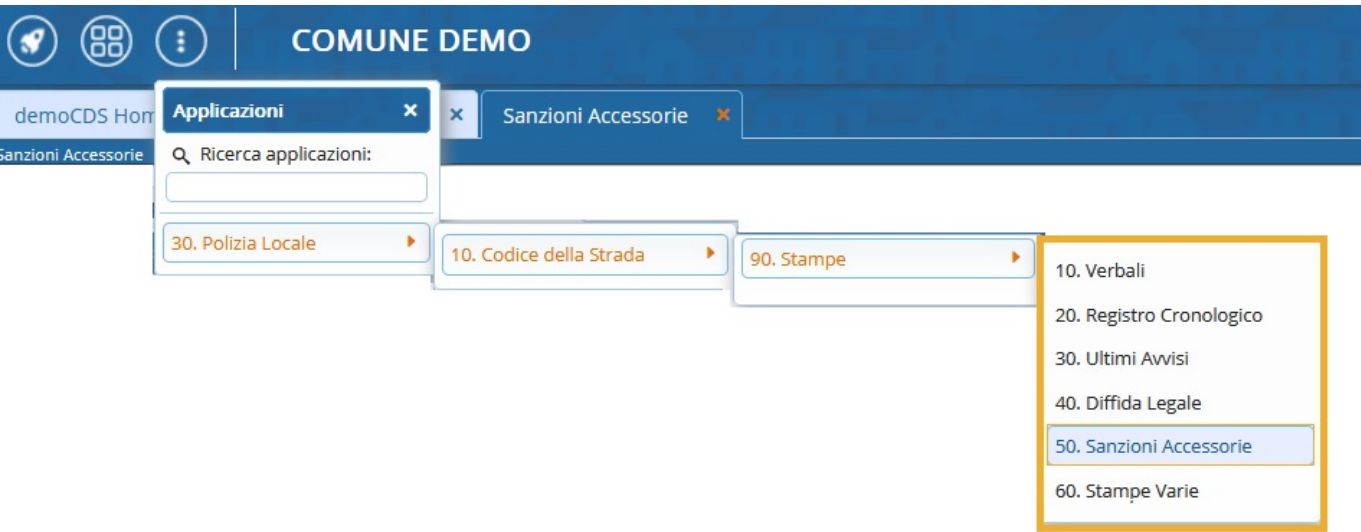 COMUNE DEMO
demoCDS Hom
Applicazioni
Sanzioni Accessorie
Sanzioni Accessorie
Ricerca applicazioni:
30. Polizia Locale
10. Codice della Strada
90. Stampe
10. Verbali
20. Registro Cronologico
30. Ultimi Avvisi
40. Diffida Legale
50. Sanzioni Accessorie
60. Stampe Varie